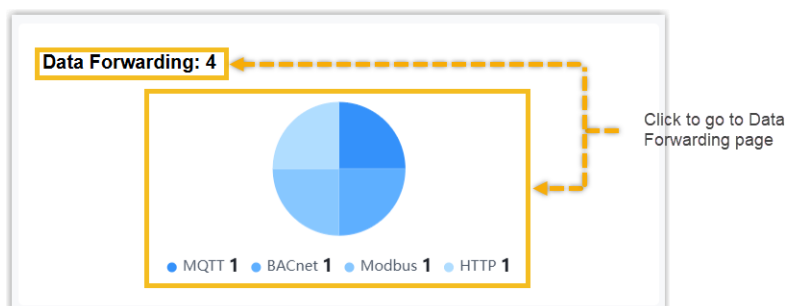 Data Forwarding: 4
Click to go to Data
Forwarding page
MQTT 1 BACnet 1 Modbus 1 HTTP 1